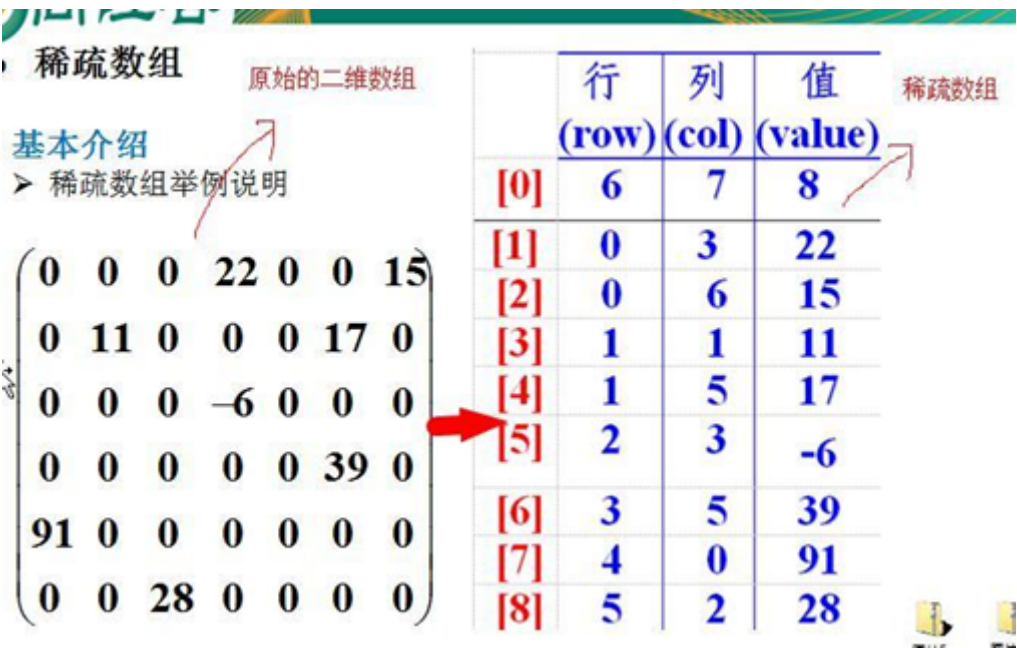 稀疏数组
原始的二维数组
基本介绍
➢ 稀疏数组举例说明
0 0 0 22 0 0 15
0 11 0 0 0 17 0
0 0 0 –6 0 0 0
0 0 0 0 0 39 0
91 0 0 0 0 0 0
0 0 28 0 0 0 0
行 列 值
(row) (col) (value)
稀疏数组
[0] 6 7 8
[1] 0 3 22
[2] 0 6 15
[3] 1 1 11
[4] 1 5 17
[5] 2 3 -6
[6] 3 5 39
[7] 4 0 91
[8] 5 2 28